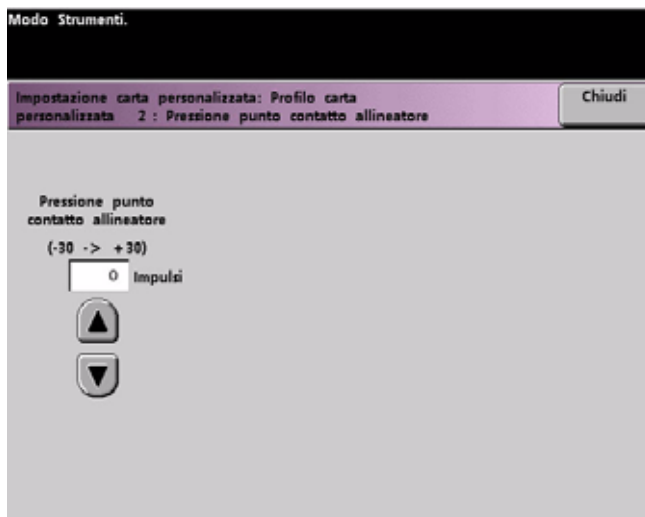 Modo Strumenti.
Impostazione carta personalizzata: Profilo carta
personalizzata 2 : Pressione punto contatto allineatore
Chiudi
Pressione punto
contatto allineatore
(-30 -> +30)
0 Impulsi